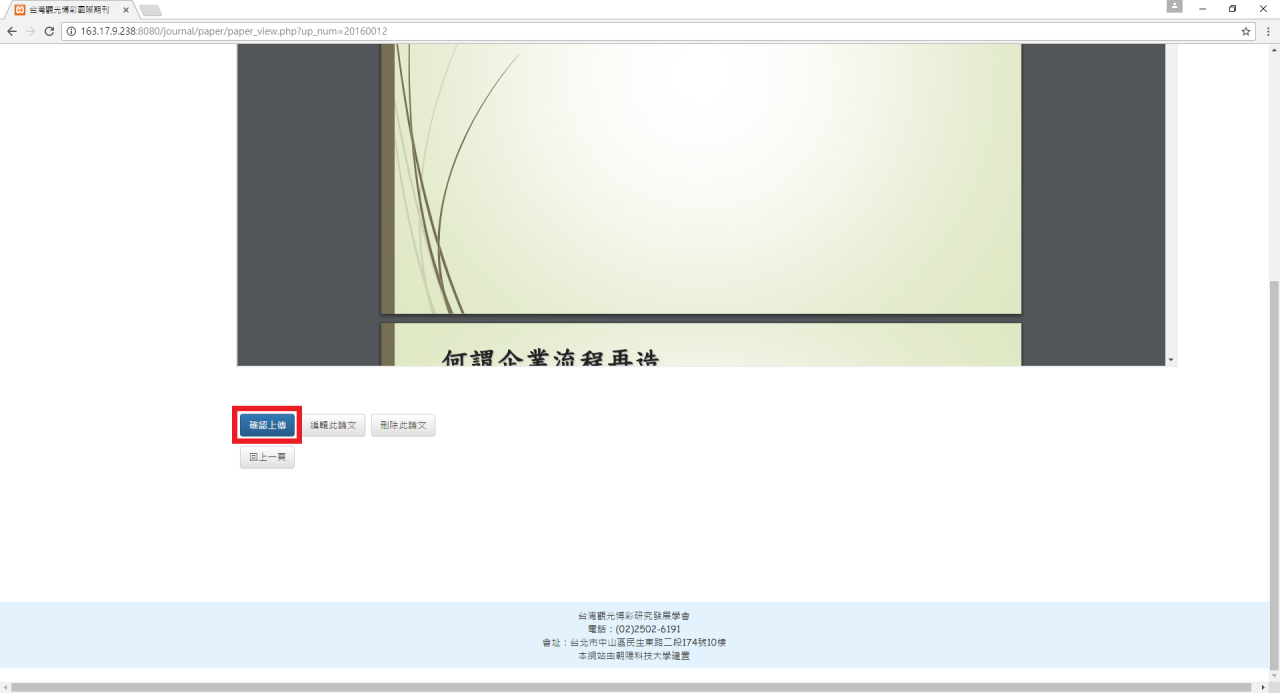 台灣觀光博彩國際期刊
163.17.9.238:8080/journal/paper/paper_view.php?up_num=20160012
何謂企業流程再造
確認上傳 編輯此論文 刪除此論文
回上一頁
台灣觀光博彩研究發展學會
電話：(02)2502-6191
會址：台北市中山區民生東路二段174號10樓
本網站由朝陽科技大學建置